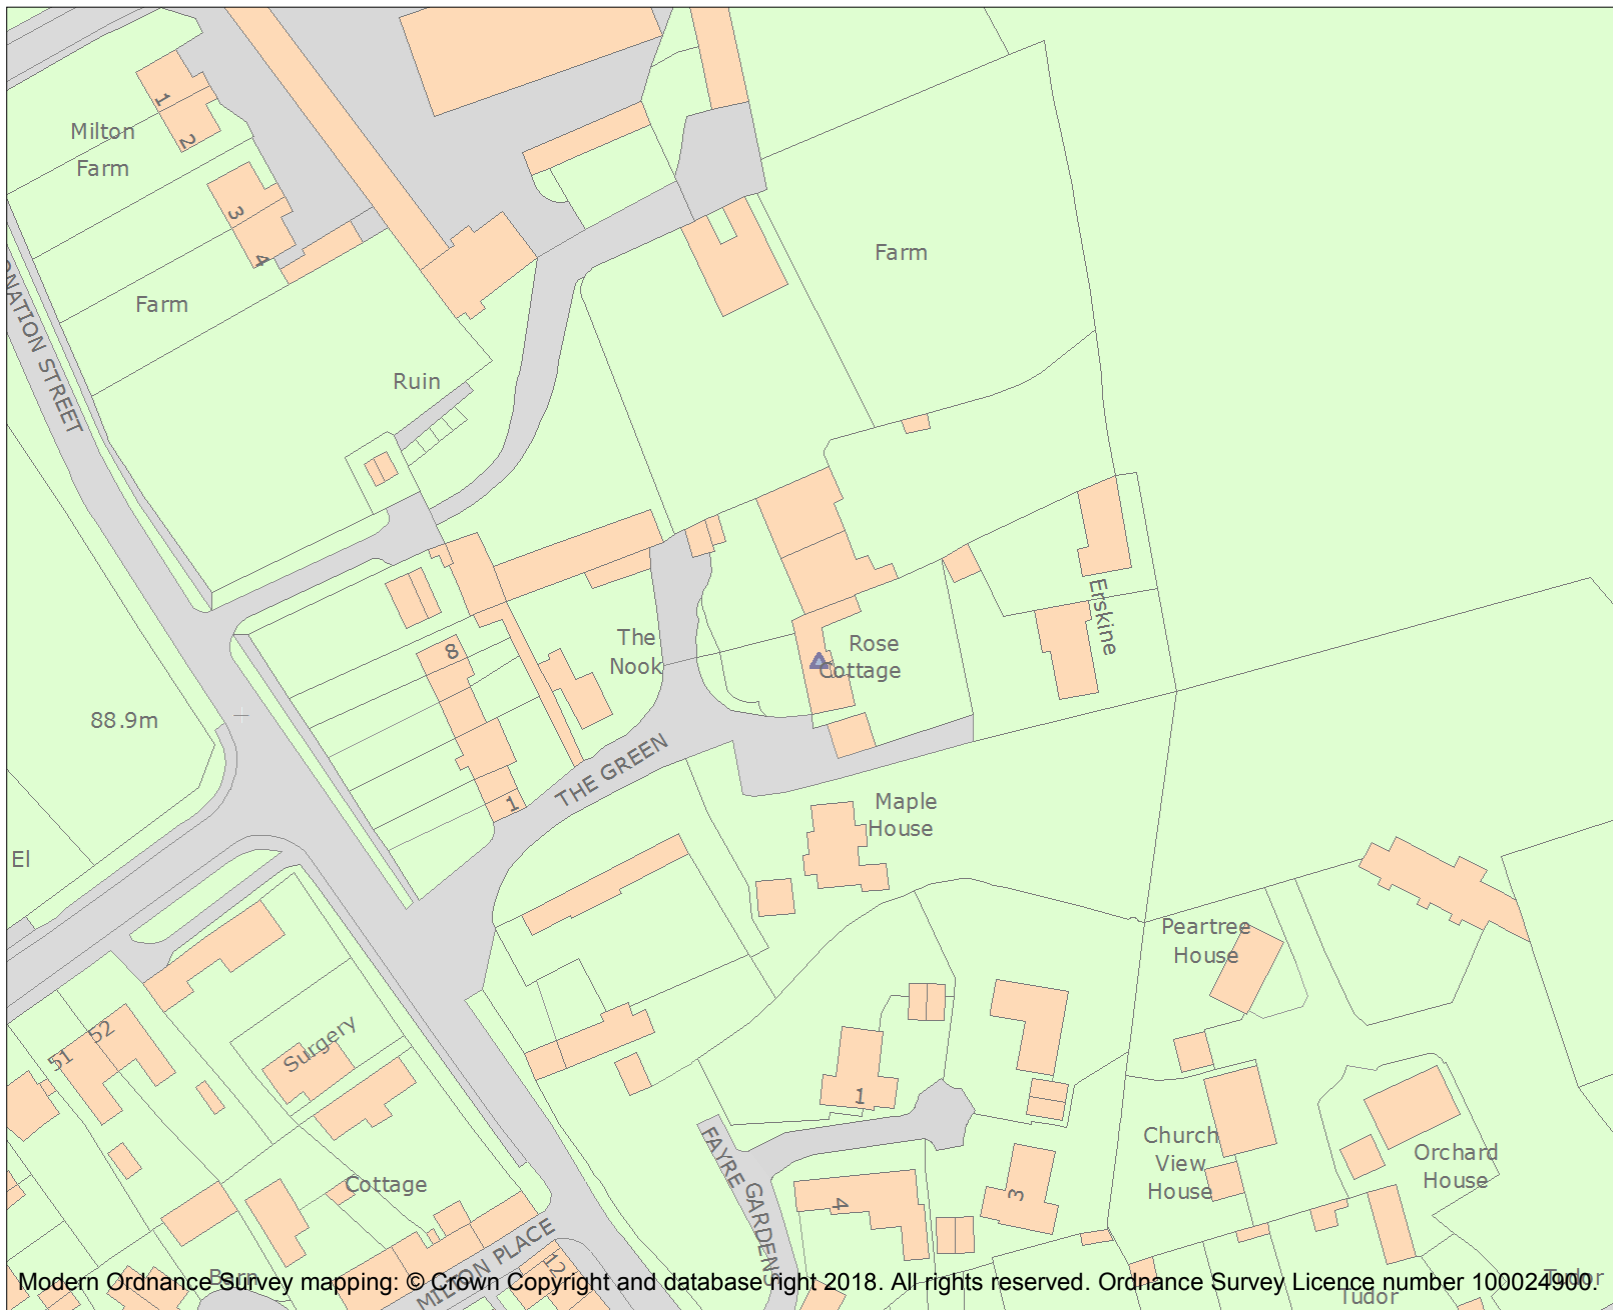 1
2
Milton
Farm
3
4
Farm
Farm
ONATION STREET
Ruin
The
Nook
Rose
Cottage
Erskine
8
88.9m
THE GREEN
1
Maple
House
El
Peartree
House
52
51
Surgery
1
Church
View
House
Orchard
House
FAYRE
GARDENS
Cottage
4
3
MILTON PLACE
12
Barn
Tudor
Tudor
Modern Ordnance Survey mapping: © Crown Copyright and database right 2018. All rights reserved. Ordnance Survey Licence number 100024900.